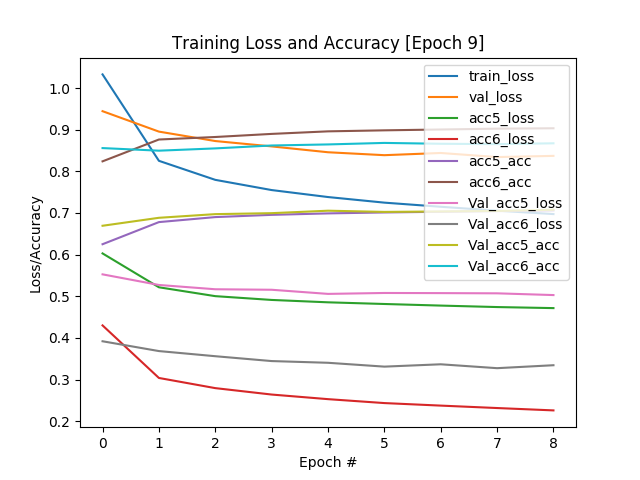 Training Loss and Accuracy [Epoch 9]
Loss/Accuracy
1.0
0.9
0.8
0.7
0.6
0.5
0.4
0.3
0.2
train_loss
val_loss
acc5_loss
acc6_loss
acc5_acc
acc6_acc
Val_acc5_loss
Val_acc6_loss
Val_acc5_acc
Val_acc6_acc
0 1 2 3 4 5 6 7 8
Epoch #